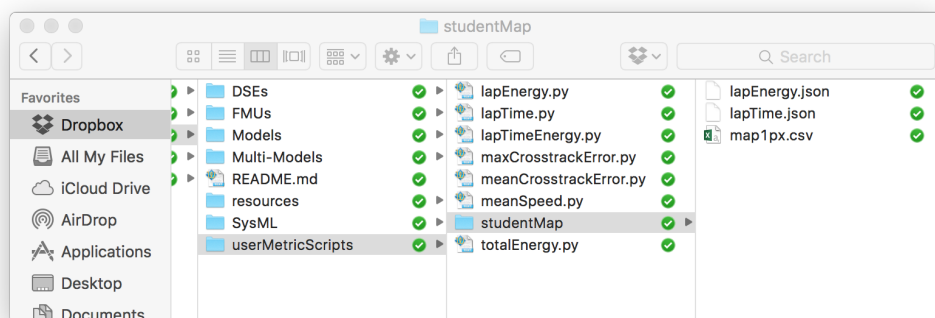 studentMap
Search
Favorites
Dropbox
All My Files
iCloud Drive
AirDrop
Applications
Desktop
Documents
DSEs
FMUs
Models
Multi-Models
README.md
resources
SysML
userMetricScripts
lapEnergy.py
lapTime.py
lapTimeEnergy.py
maxCrosstrackError.py
meanCrosstrackError.py
meanSpeed.py
studentMap
totalEnergy.py
lapEnergy.json
lapTime.json
map1px.csv